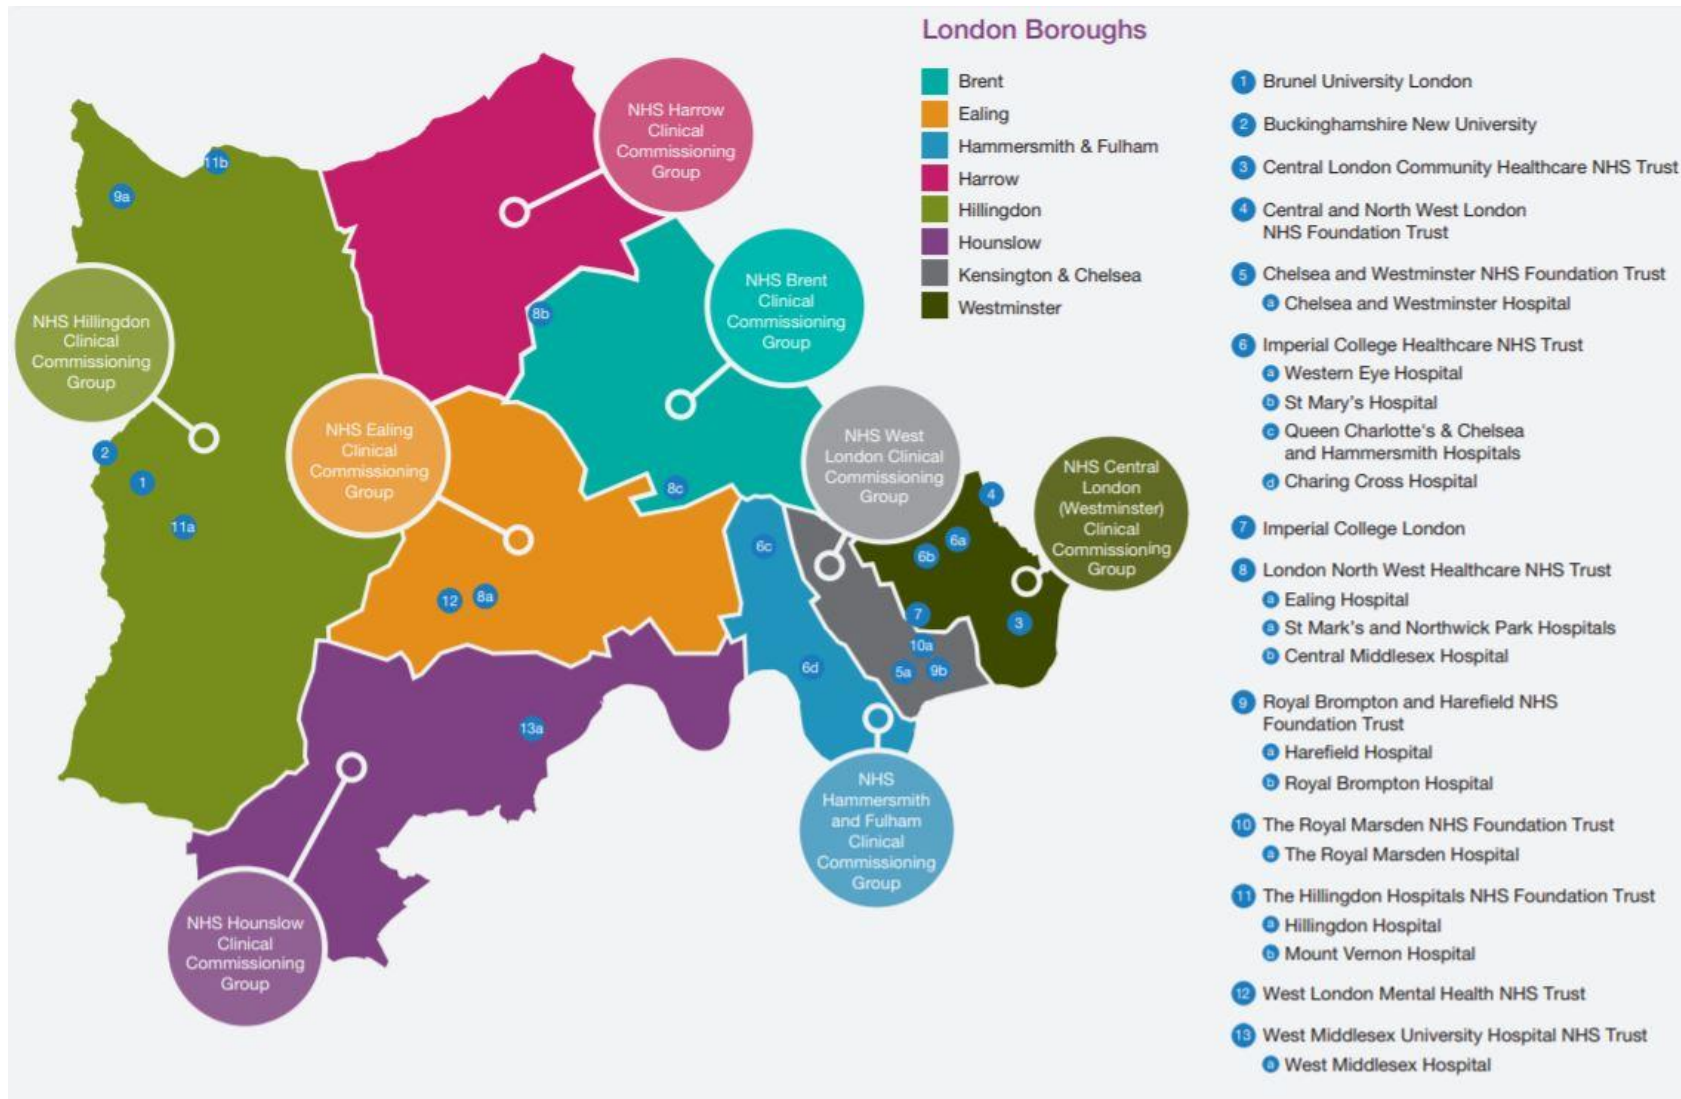 London Boroughs
Brent
Ealing
Hammersmith & Fulham
Harrow
Hillingdon
Hounslow
Kensington & Chelsea
Westminster
1 Brunel University London
2 Buckinghamshire New University
3 Central London Community Healthcare NHS Trust
4 Central and North West London
NHS Foundation Trust
5 Chelsea and Westminster NHS Foundation Trust
a Chelsea and Westminster Hospital
6 Imperial College Healthcare NHS Trust
a Western Eye Hospital
b St Mary's Hospital
c Queen Charlotte's & Chelsea
and Hammersmith Hospitals
d Charing Cross Hospital
7 Imperial College London
8 London North West Healthcare NHS Trust
a Ealing Hospital
a St Mark's and Northwick Park Hospitals
b Central Middlesex Hospital
9 Royal Brompton and Harefield NHS
Foundation Trust
a Harefield Hospital
b Royal Brompton Hospital
10 The Royal Marsden NHS Foundation Trust
a The Royal Marsden Hospital
11 The Hillingdon Hospitals NHS Foundation Trust
a Hillingdon Hospital
b Mount Vernon Hospital
12 West London Mental Health NHS Trust
13 West Middlesex University Hospital NHS Trust
a West Middlesex Hospital
NHS Harrow
Clinical
Commissioning
Group
11b
9a
NHS Brent
Clinical
Commissioning
Group
8b
NHS Hillingdon
Clinical
Commissioning
Group
NHS Ealing
Clinical
Commissioning
Group
NHS West
London Clinical
Commissioning
Group
NHS Central
London
(Westminster)
Clinical
Commissioning
Group
2
1
11a
8c
4
6c
6b
6a
12
8a
7
3
10a
6d
5a
9b
13a
NHS
Hammersmith
and Fulham
Clinical
Commissioning
Group
NHS Hounslow
Clinical
Commissioning
Group